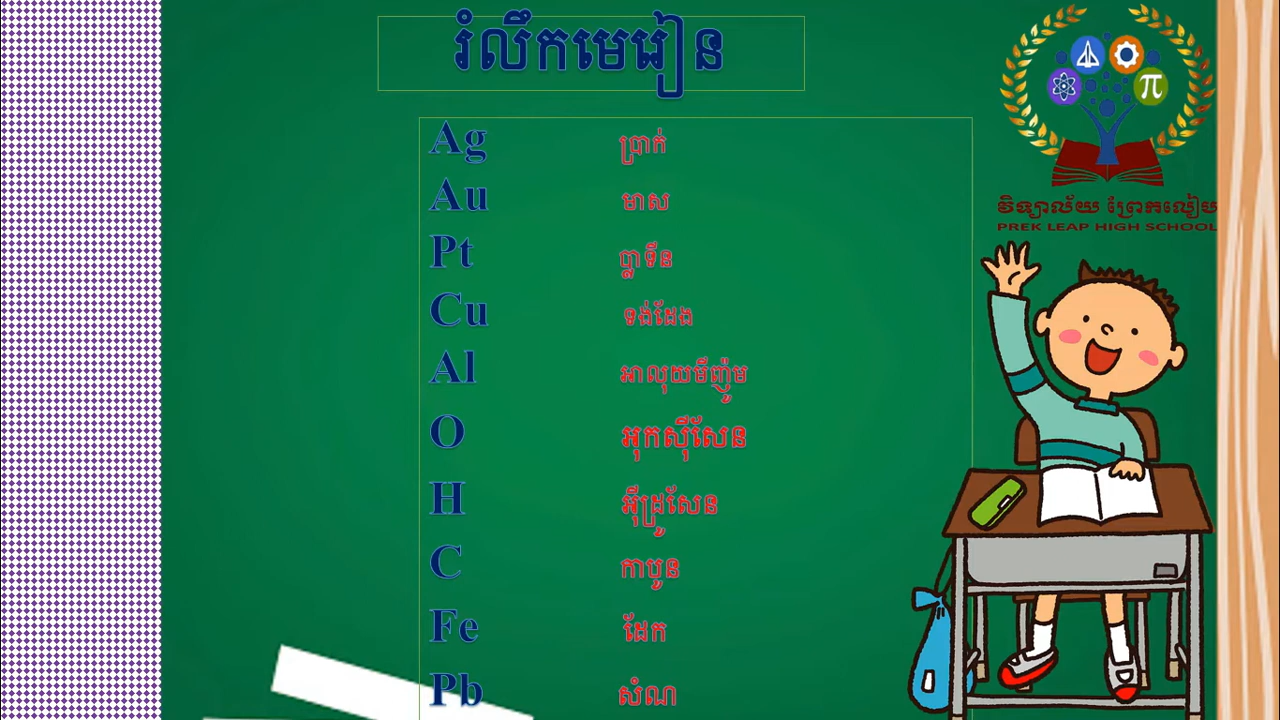 រំលឹកមេរៀន
វិទ្យាល័យ ព្រែកលៀប
PREK LEAP HIGH SCHOOL
Ag ប្រាក់
Au មាស
Pt ប្លាទីន
Cu ទង់ដែង
Al អាលុយមីញ៉ូម
O អុកស៊ីសែន
H អ៊ីដ្រូសែន
C កាបូន
Fe ដែក
Pb សំណ